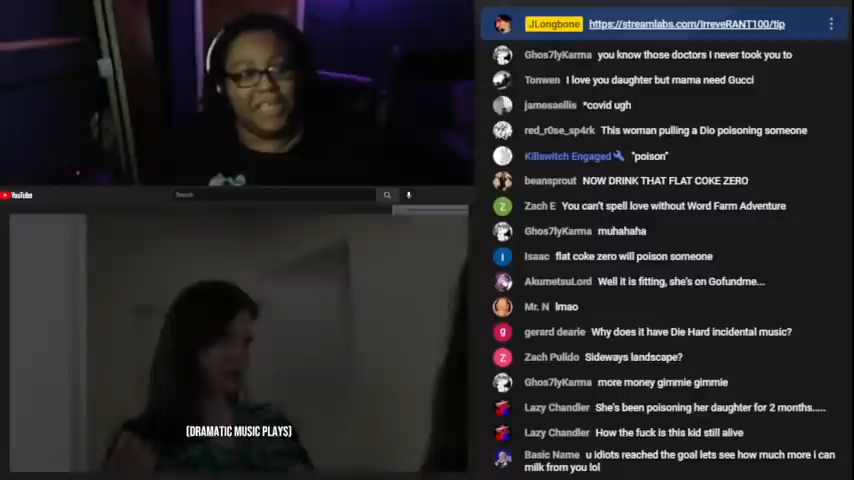 JLongbone https://streamlabs.com/IrreveRANT100/tip
Ghos7lyKarma you know those doctors I never took you to
Tonwen I love you daughter but mama need Gucci
jamesaellis *covid ugh
red_r0se_sp4rk This woman pulling a Dio poisoning someone
Killswitch Engaged "poison"
beansprout NOW DRINK THAT FLAT COKE ZERO
Z Zach E You can't spell love without Word Farm Adventure
Ghos7lyKarma muhahaha
I Isaac flat coke zero will poison someone
AkumetsuLord Well it is fitting, she's on Gofundme...
Mr. N lmao
g gerard dearie Why does it have Die Hard incidental music?
Z Zach Pulido Sideways landscape?
Ghos7lyKarma more money gimmie gimmie
Lazy Chandler She's been poisoning her daughter for 2 months.....
Lazy Chandler How the fuck is this kid still alive
Basic Name u idiots reached the goal lets see how much more i can
milk from you lol
YouTube
Search
(DRAMATIC MUSIC PLAYS)